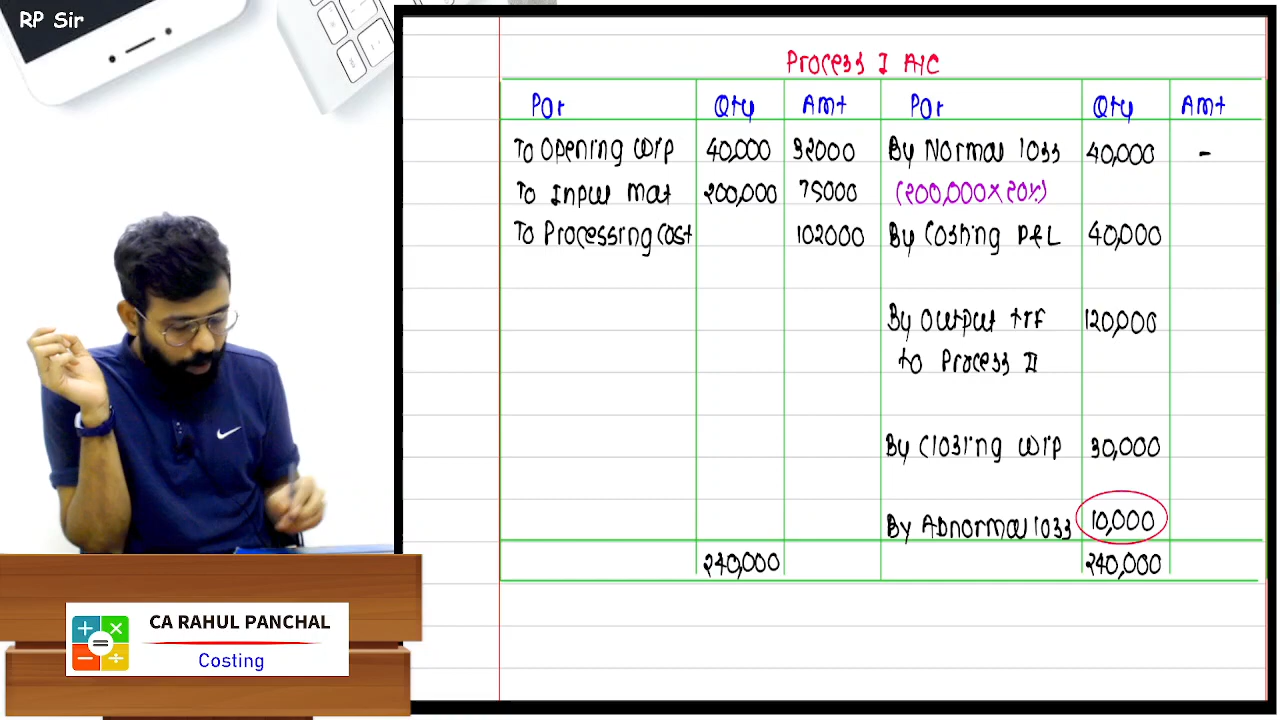 RP Sir
Process I A/C
Par Qty Amt Par Qty Amt
To Opening WIP 40,000 32000 By Normal loss 40,000 -
To Input mat 200,000 75000 (200,000×20%)
To Processing Cost 102000 By Costing P&L 40,000
By Output trf 120,000
to Process II
By Closing WIP 30,000
By Abnormal loss 10,000
240,000 240,000
CA RAHUL PANCHAL
Costing